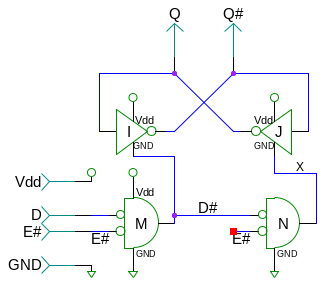 Q Q#
Vdd Vdd
I J
GND GND
X
Vdd Vdd
D D#
M N
E# E# E#
GND GND GND